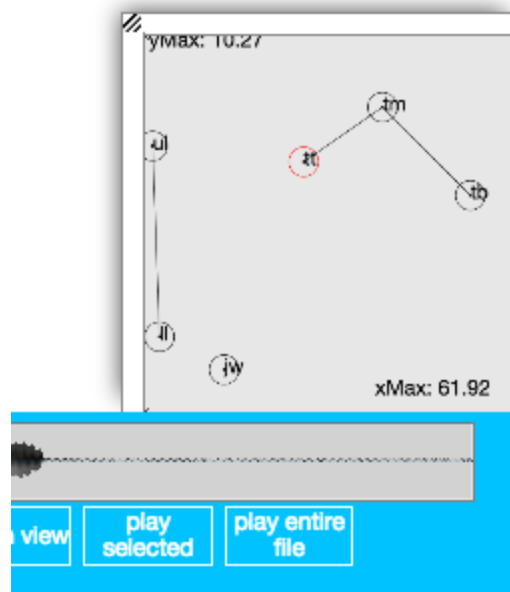 yMax: 10.27
tm
ul
tt
tb
ll
jw
xMax: 61.92
view
play
selected
play entire
file